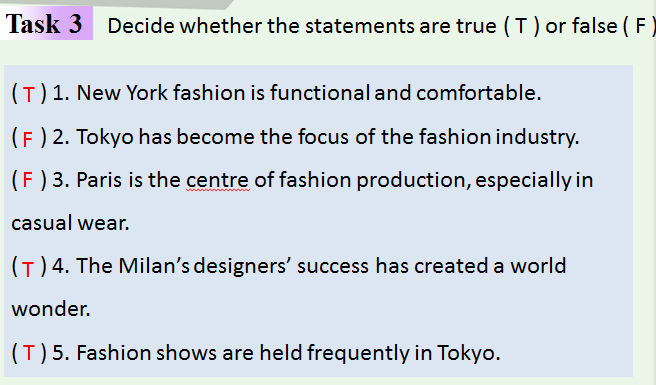 Task 3 Decide whether the statements are true ( T ) or false ( F )
( T ) 1. New York fashion is functional and comfortable.
( F ) 2. Tokyo has become the focus of the fashion industry.
( F ) 3. Paris is the centre of fashion production, especially in
casual wear.
( T ) 4. The Milan's designers' success has created a world
wonder.
( T ) 5. Fashion shows are held frequently in Tokyo.